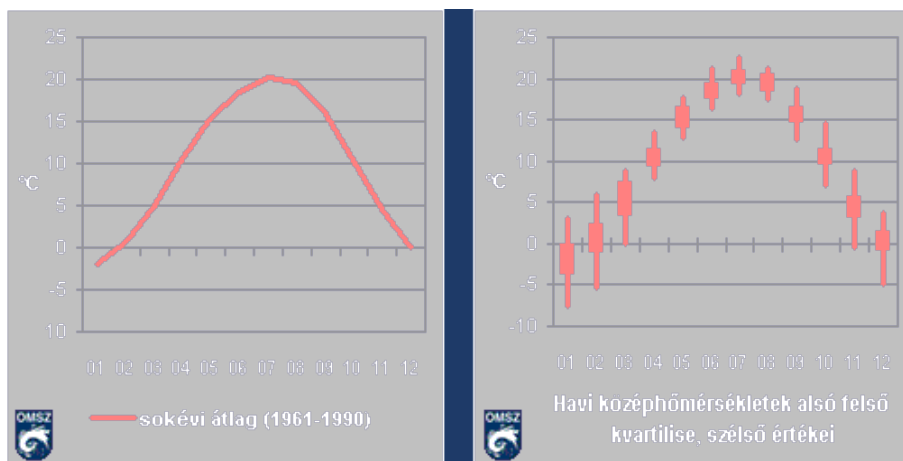 25
20
15
10
5
0
-5
10
°C
01 02 03 04 05 06 07 08 09 10 11 12
OMSZ
sokévi átlag (1961-1990)
25
20
15
10
5
0
-5
-10
°C
01 02 03 04 05 06 07 08 09 10 11 12
OMSZ
Havi középhőmérsékletek alsó felső
kvartilise, szélső értékei